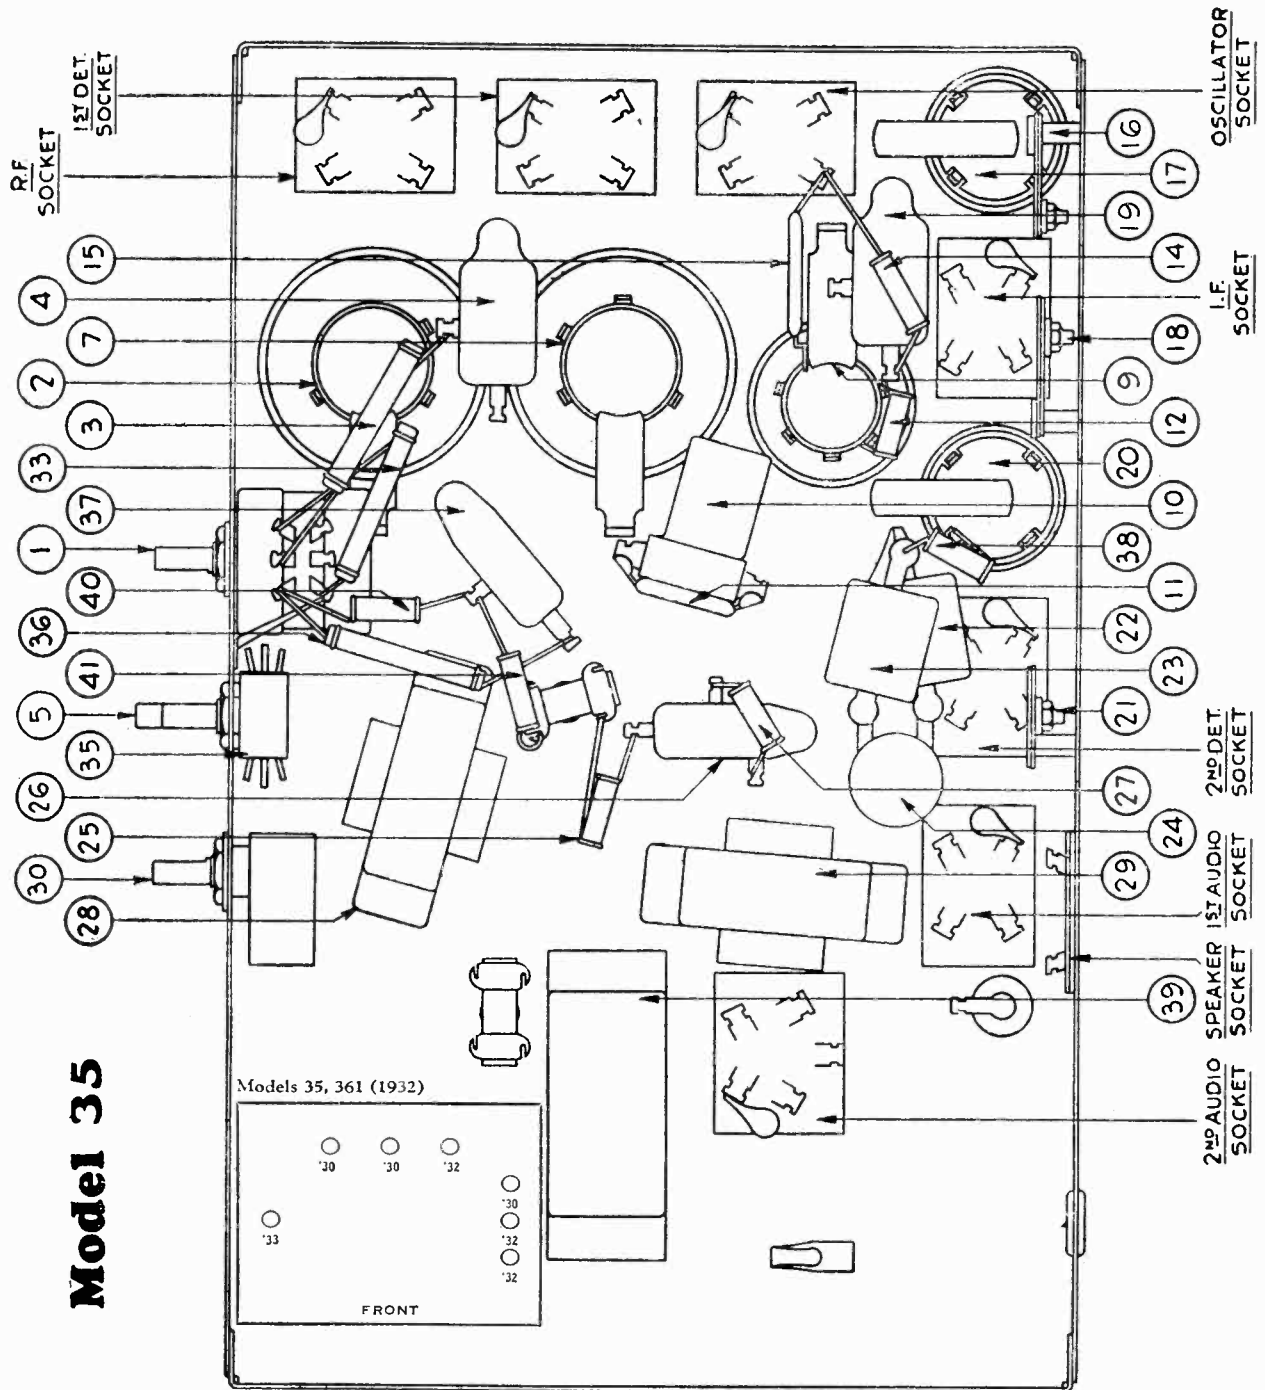 Model 35
R.F.
SOCKET
1ST DET.
SOCKET
OSCILLATOR
SOCKET
15
4
7
2
3
33
37
1
40
36
41
5
35
26
25
30
28
16
17
19
14
I.F.
SOCKET
18
9
12
20
10
38
11
22
23
21
2ND DET.
SOCKET
27
24
29
1ST AUDIO
SOCKET
SPEAKER
SOCKET
39
2ND AUDIO
SOCKET
Models 35, 361 (1932)
'30
'30
'32
'33
'30
'32
'32
FRONT